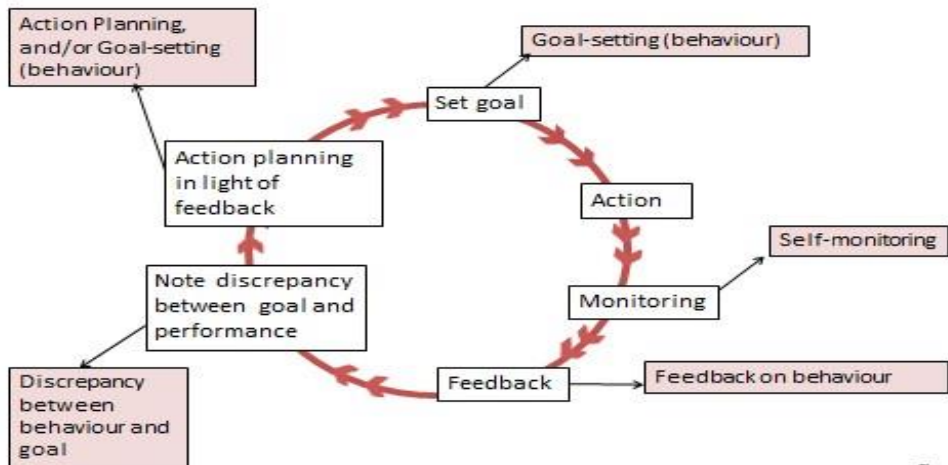 Action Planning,
and/or Goal-setting
(behaviour)
Goal-setting (behaviour)
Set goal
Action planning
in light of
feedback
Action
Self-monitoring
Note discrepancy
between goal and
performance
Monitoring
Feedback
Feedback on behaviour
Discrepancy
between
behaviour and
goal